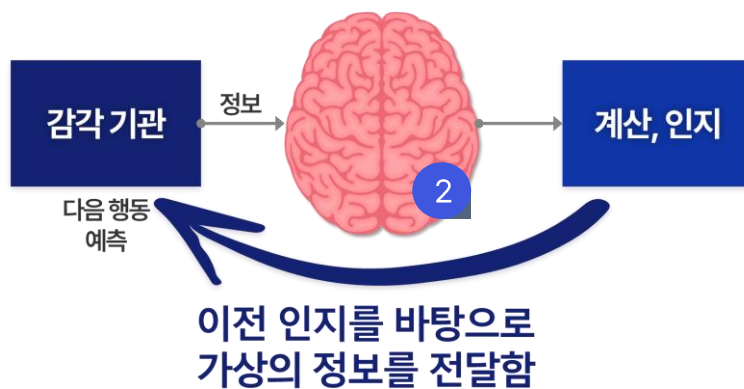 감각 기관
정보
계산, 인지
2
다음 행동
예측
이전 인지를 바탕으로
가상의 정보를 전달함